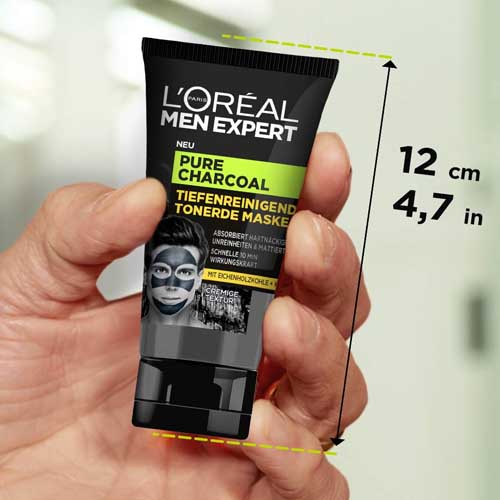 L'ORÉAL
PARIS
MEN EXPERT
NEU
PURE
CHARCOAL
TIEFENREINIGEND
TONERDE MASKE
ABSORBIERT HARTNÄCKIG
UNREINHEITEN & MATTIERT
SCHNELLE 10 MIN
WIRKUNGSKRAFT
MIT EICHENHOLZKOHLE +
CREMIGE
TEXTUR
12 cm
4,7 in